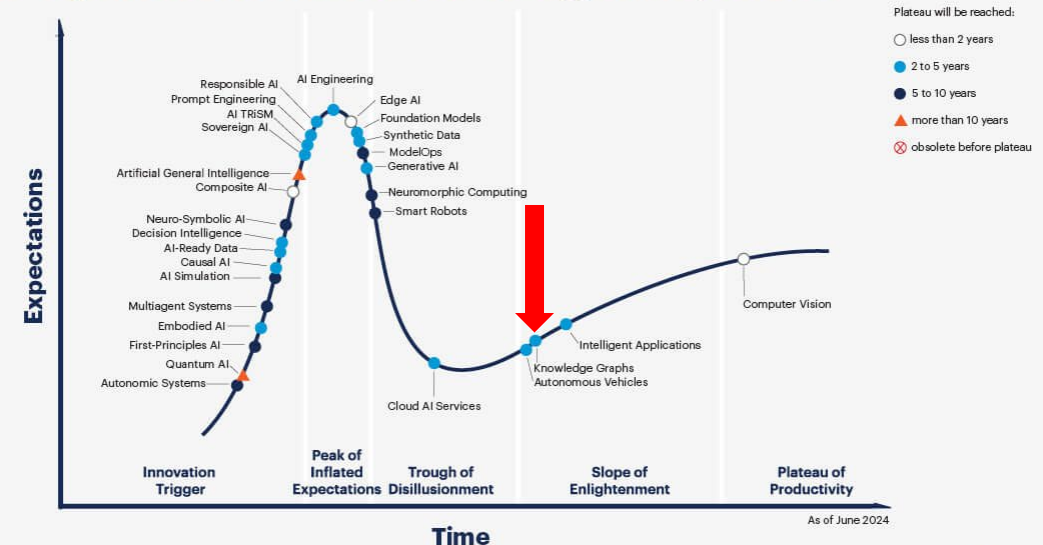 Plateau will be reached:
less than 2 years
2 to 5 years
5 to 10 years
more than 10 years
obsolete before plateau
Expectations
AI Engineering
Responsible AI
Prompt Engineering
AI TRiSM
Sovereign AI
Artificial General Intelligence
Composite AI
Neuro-Symbolic AI
Decision Intelligence
AI-Ready Data
Causal AI
AI Simulation
Multiagent Systems
Embodied AI
First-Principles AI
Quantum AI
Autonomic Systems
Edge AI
Foundation Models
Synthetic Data
ModelOps
Generative AI
Neuromorphic Computing
Smart Robots
Cloud AI Services
Autonomous Vehicles
Knowledge Graphs
Intelligent Applications
Computer Vision
Innovation
Trigger
Peak of
Inflated
Expectations
Trough of
Disillusionment
Slope of
Enlightenment
Plateau of
Productivity
As of June 2024
Time